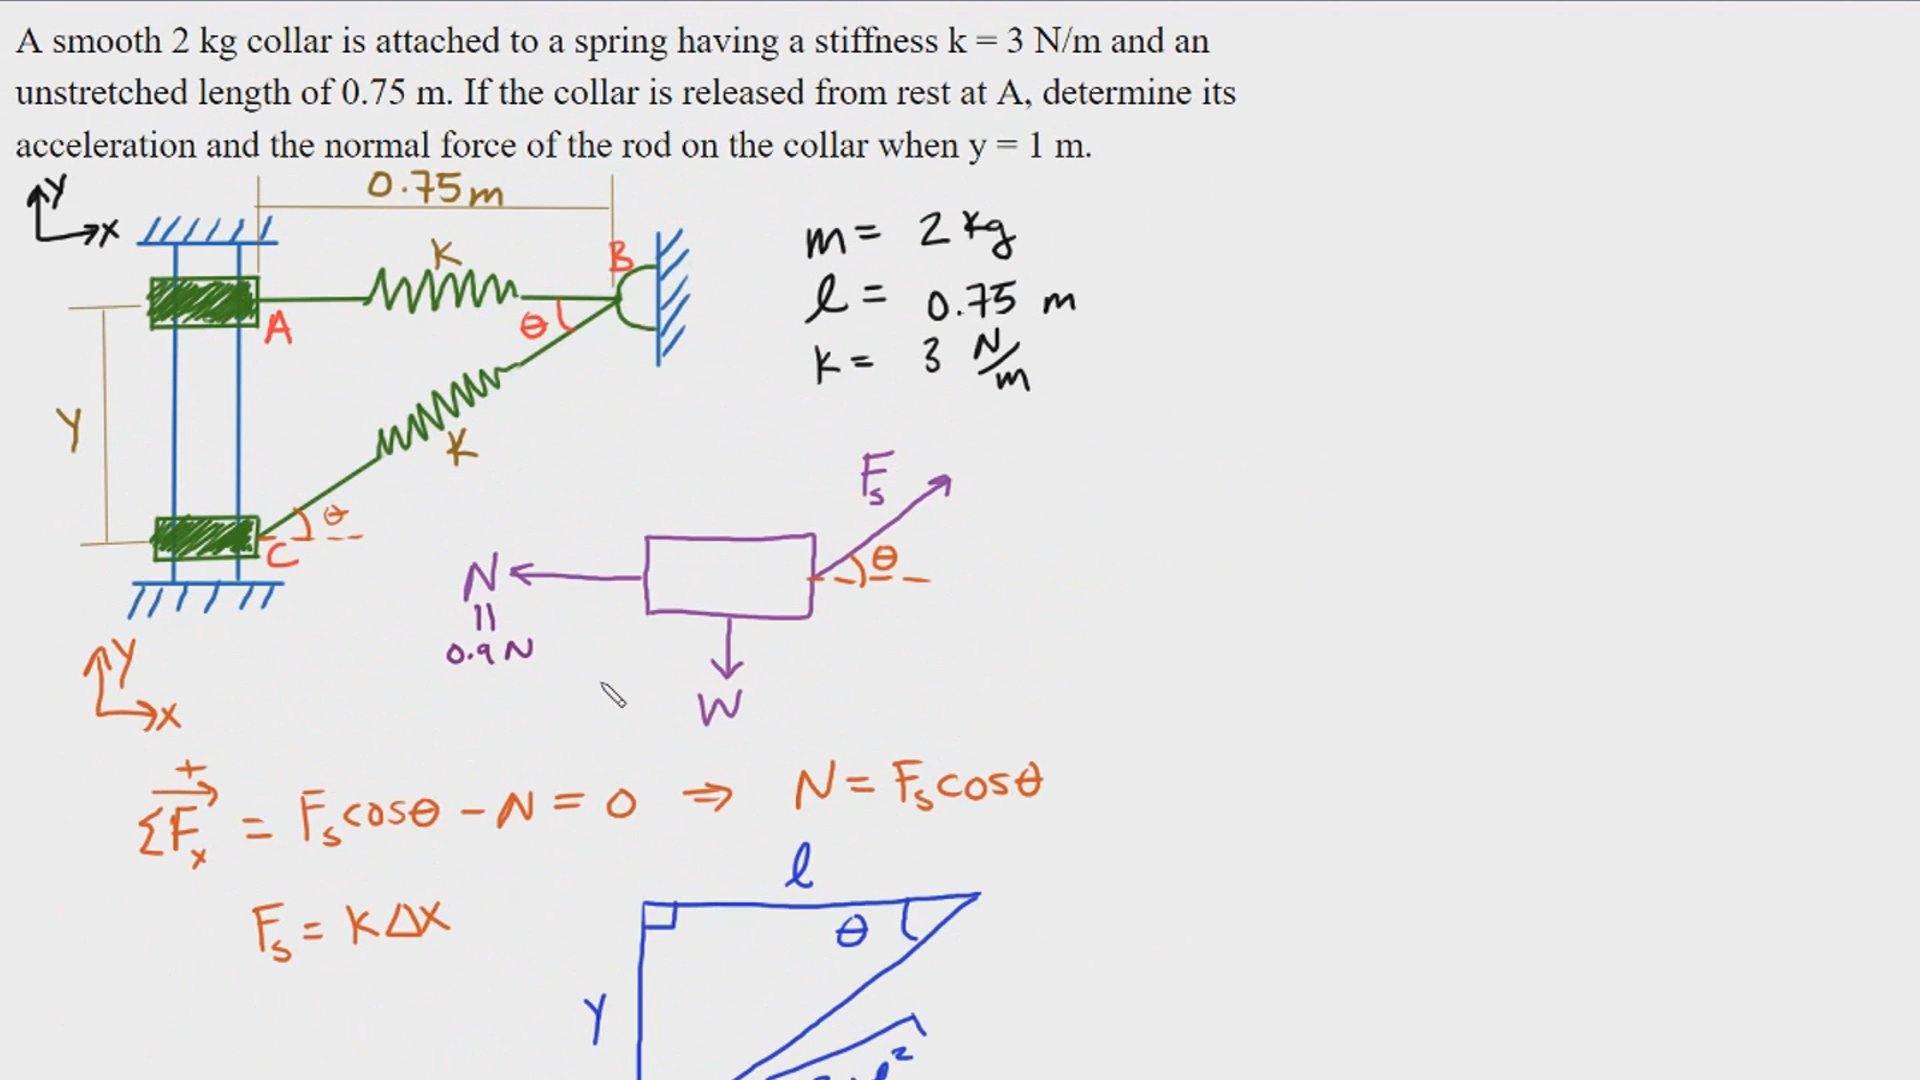 A smooth 2 kg collar is attached to a spring having a stiffness k = 3 N/m and an
unstretched length of 0.75 m. If the collar is released from rest at A, determine its
acceleration and the normal force of the rod on the collar when y = 1 m.
0.75m
Y
X
K
B
A
θ
m = 2 kg
l = 0.75 m
k = 3 N/m
Y
K
θ
C
Fs
θ
N
=
0.9 N
W
Y
X
+
ΣFx = Fs cosθ - N = 0 ⇒ N = Fs cosθ
Fs = KΔX
l
θ
Y